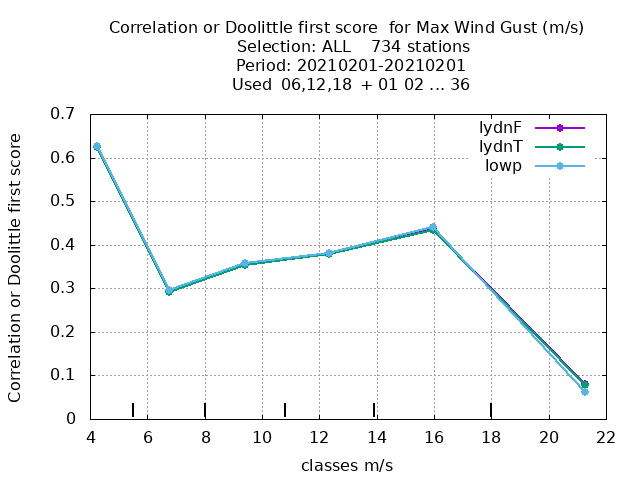 Correlation or Doolittle first score  for Max Wind Gust (m/s)
Selection: ALL    734 stations
Period: 20210201-20210201
Used  06,12,18  + 01 02 ... 36
Correlation or Doolittle first score
0.7
0.6
0.5
0.4
0.3
0.2
0.1
0
lydnF
lydnT
lowp
4 6 8 10 12 14 16 18 20 22
classes m/s